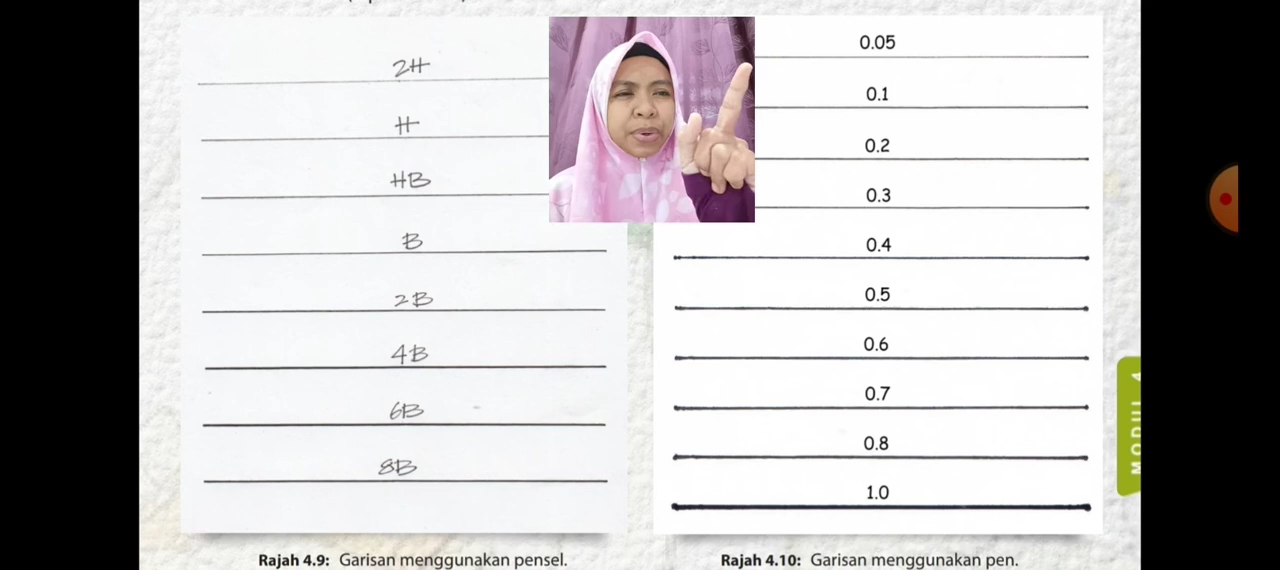 2H
H
HB
B
2B
4B
6B
8B
Rajah 4.9: Garisan menggunakan pensel.
0.05
0.1
0.2
0.3
0.4
0.5
0.6
0.7
0.8
1.0
Rajah 4.10: Garisan menggunakan pen.
MODUL 4